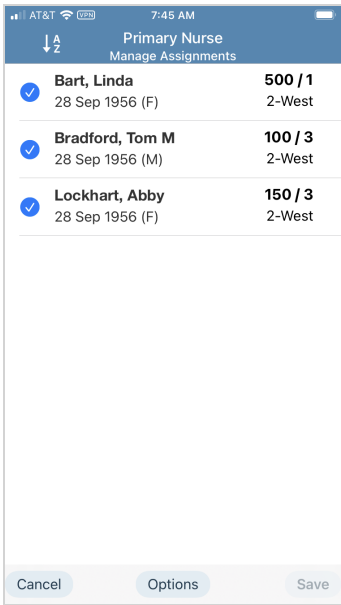 AT&T VPN 7:45 AM
A
Z
Primary Nurse
Manage Assignments
Bart, Linda 500 / 1
28 Sep 1956 (F) 2-West
Bradford, Tom M 100 / 3
28 Sep 1956 (M) 2-West
Lockhart, Abby 150 / 3
28 Sep 1956 (F) 2-West
Cancel Options Save